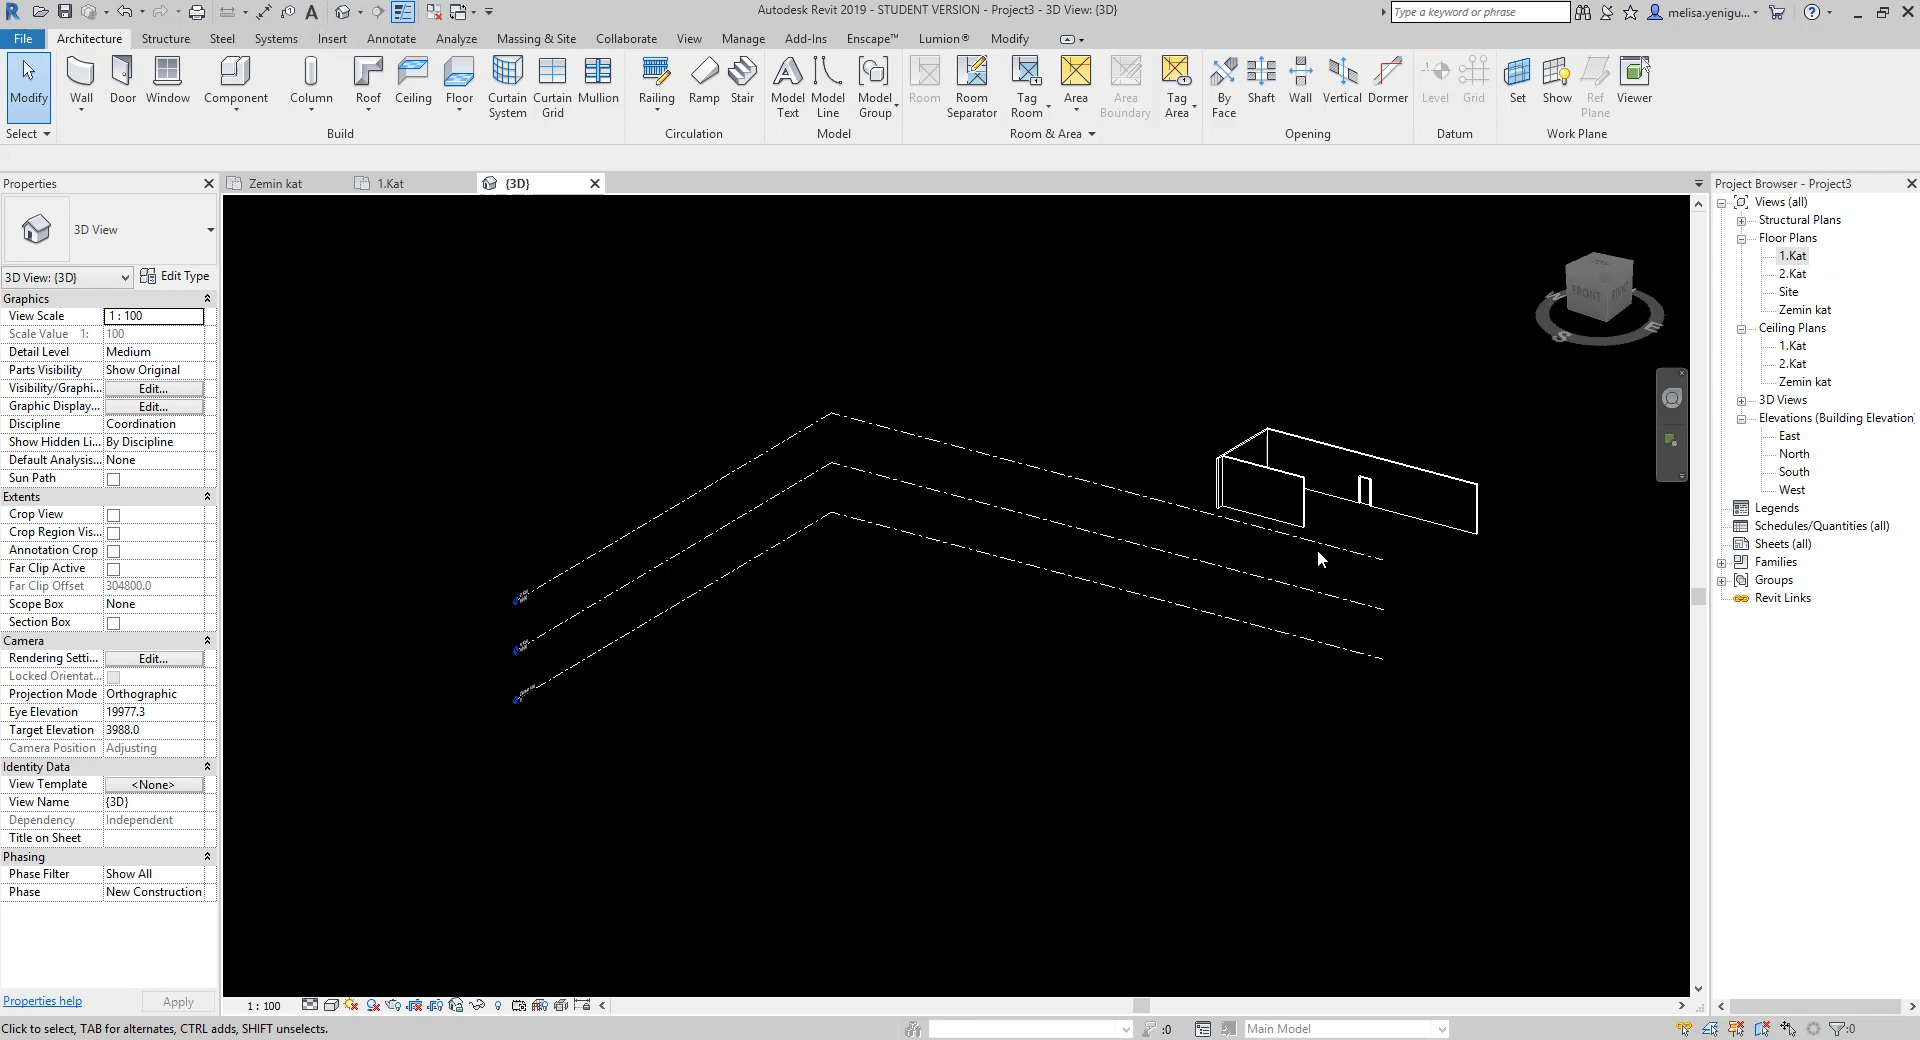 Autodesk Revit 2019 - STUDENT VERSION - Project3 - 3D View: {3D}
Type a keyword or phrase
melisa.yenigu...
File Architecture Structure Steel Systems Insert Annotate Analyze Massing & Site Collaborate View Manage Add-Ins Enscape™ Lumion® Modify
Modify Wall Door Window Component Column Roof Ceiling Floor Curtain System Curtain Grid Mullion Railing Ramp Stair Model Text Model Line Model Group Room Room Separator Tag Room Area Area Boundary Tag Area By Face Shaft Wall Vertical Dormer Level Grid Set Show Ref Plane Viewer
Select Build Circulation Model Room & Area Opening Datum Work Plane
Properties
Zemin kat 1.Kat {3D}
3D View
3D View: {3D} Edit Type
Graphics
View Scale 1 : 100
Scale Value 1: 100
Detail Level Medium
Parts Visibility Show Original
Visibility/Graphi... Edit...
Graphic Display... Edit...
Discipline Coordination
Show Hidden Li... By Discipline
Default Analysis... None
Sun Path
Extents
Crop View
Crop Region Vis...
Annotation Crop
Far Clip Active
Far Clip Offset 304800.0
Scope Box None
Section Box
Camera
Rendering Setti... Edit...
Locked Orientat...
Projection Mode Orthographic
Eye Elevation 19977.3
Target Elevation 3988.0
Camera Position Adjusting
Identity Data
View Template <None>
View Name {3D}
Dependency Independent
Title on Sheet
Phasing
Phase Filter Show All
Phase New Construction
Properties help Apply
FRONT RIGHT
W S E
Project Browser - Project3
Views (all)
Structural Plans
Floor Plans
1.Kat
2.Kat
Site
Zemin kat
Ceiling Plans
1.Kat
2.Kat
Zemin kat
3D Views
Elevations (Building Elevation)
East
North
South
West
Legends
Schedules/Quantities (all)
Sheets (all)
Families
Groups
Revit Links
1 : 100
Click to select, TAB for alternates, CTRL adds, SHIFT unselects.
:0
Main Model
:0